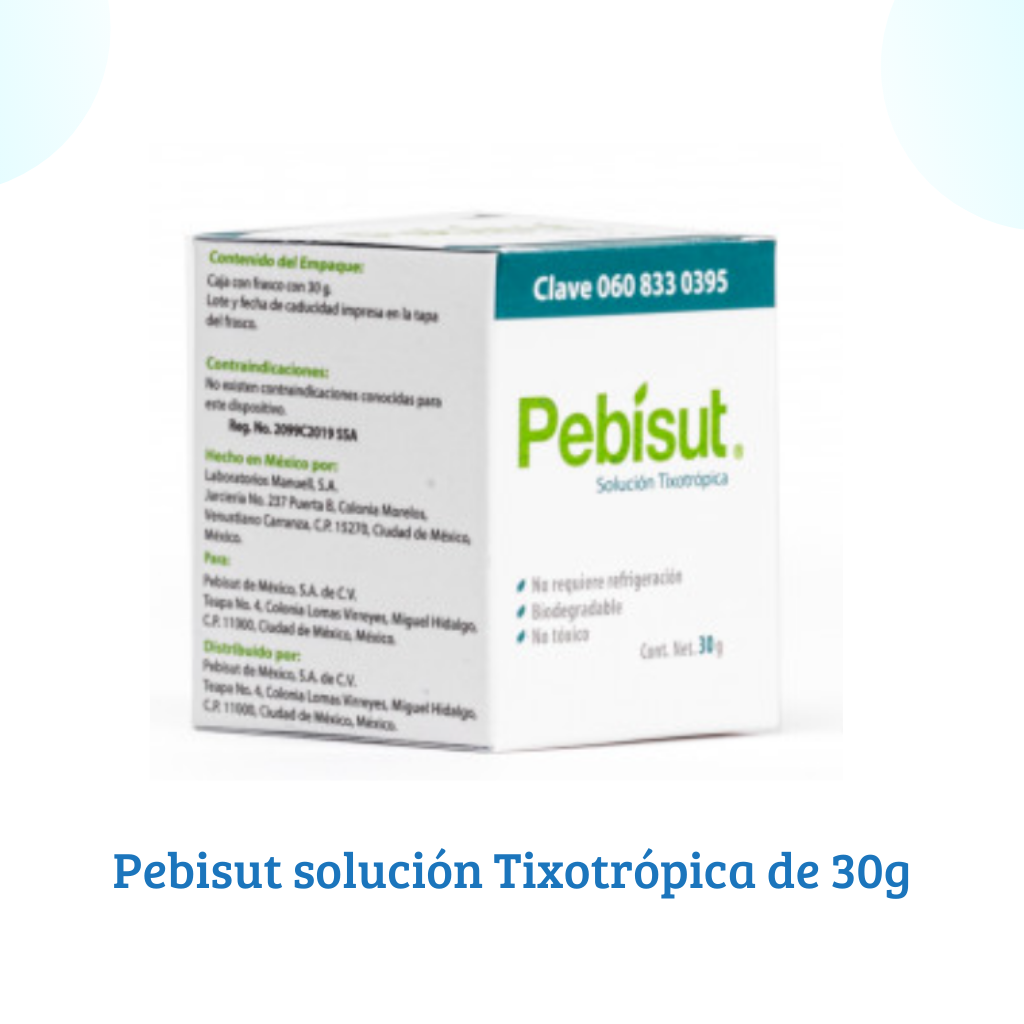 Contenido del Empaque:
Caja con frasco con 30 g.
Lote y fecha de caducidad impresa en la tapa
del frasco.
Contraindicaciones:
No existen contraindicaciones conocidas para
este dispositivo.
Reg. No. 2099C2019 SSA
Hecho en México por:
Laboratorios Manuell, S.A.
Jarciería No. 237 Puerta B, Colonia Morelos,
Venustiano Carranza, C.P. 15270, Ciudad de México,
México.
Para:
Pebisut de México, S.A. de C.V.
Teapa No. 4, Colonia Lomas Virreyes, Miguel Hidalgo,
C.P. 11000, Ciudad de México, México.
Distribuido por:
Pebisut de México, S.A. de C.V.
Teapa No. 4, Colonia Lomas Virreyes, Miguel Hidalgo,
C.P. 11000, Ciudad de México, México.
Clave 060 833 0395
Pebisut®
Solución Tixotrópica
No requiere refrigeración
Biodegradable
No tóxico
Cont. Net. 30 g
Pebisut solución Tixotrópica de 30g